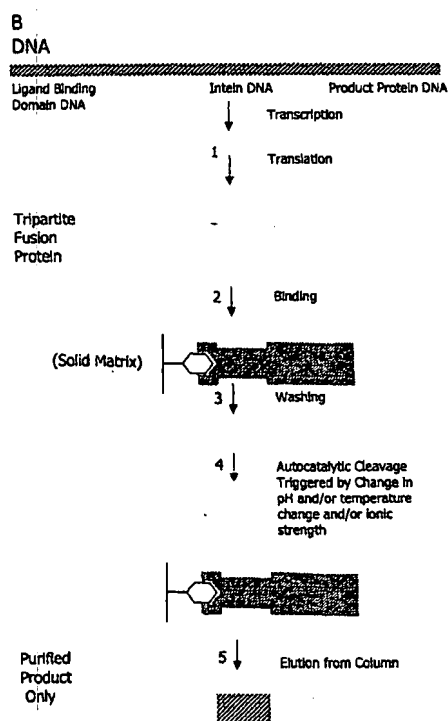 B
DNA
Ligand Binding
Domain DNA
Intein DNA
Product Protein DNA
Transcription
1
Translation
Tripartite
Fusion
Protein
2
Binding
(Solid Matrix)
3
Washing
4
Autocatalytic Cleavage
Triggered by Change in
pH and/or temperature
change and/or ionic
strength
5
Elution from Column
Purified
Product
Only